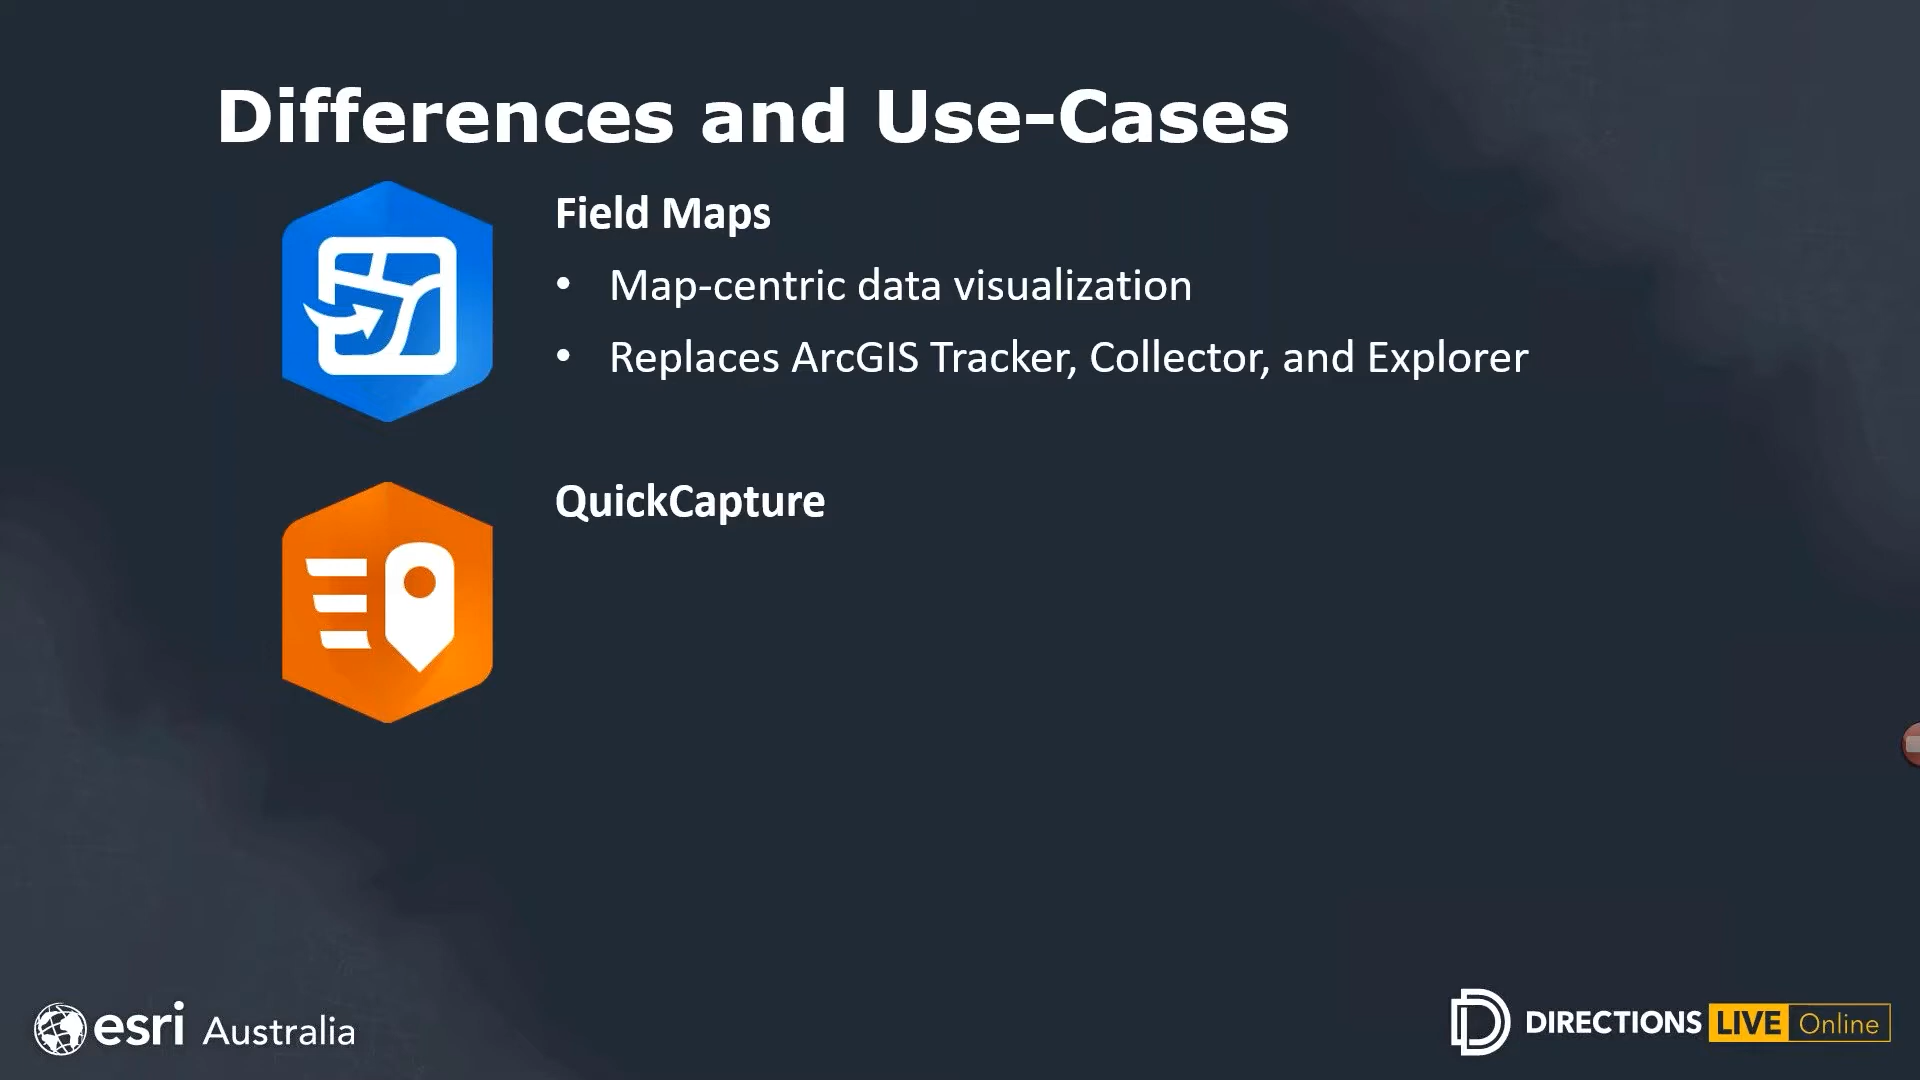 Differences and Use-Cases
Field Maps
• Map-centric data visualization
• Replaces ArcGIS Tracker, Collector, and Explorer
QuickCapture
esri Australia
DIRECTIONS LIVE Online